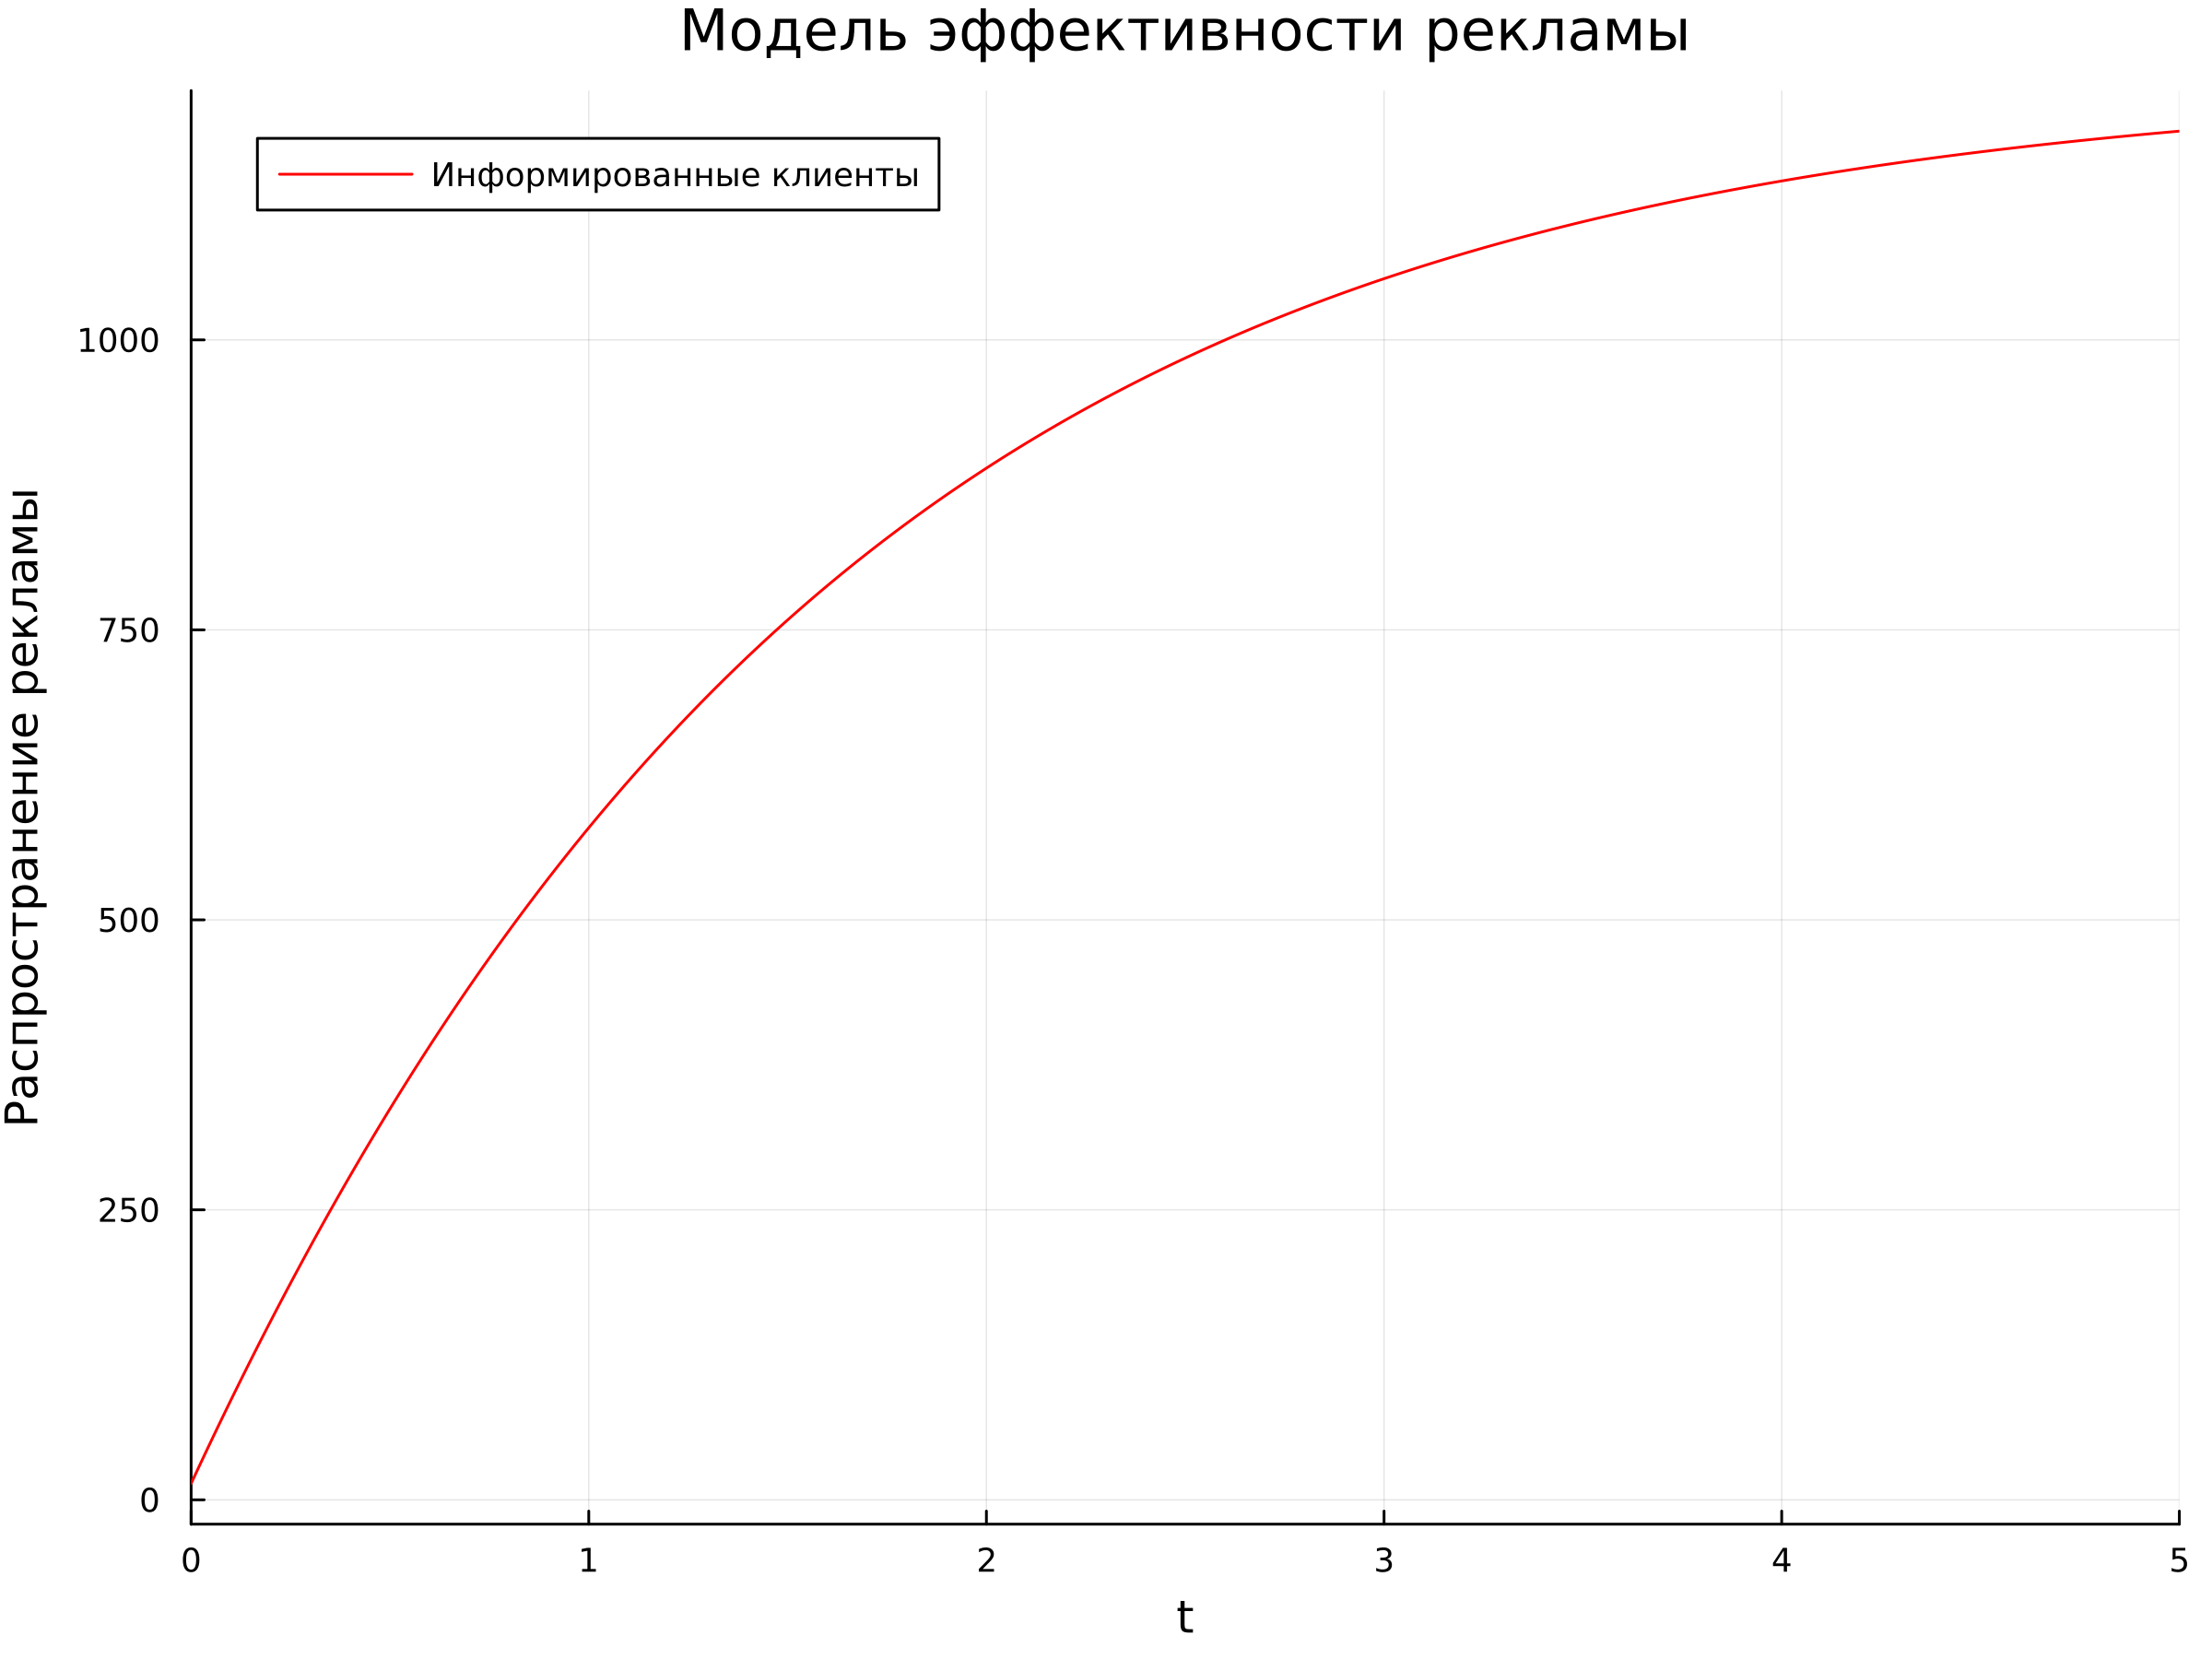 Модель эффективности рекламы
Информированные клиенты
Распространение рекламы
1000
750
500
250
0
0 1 2 3 4 5
t